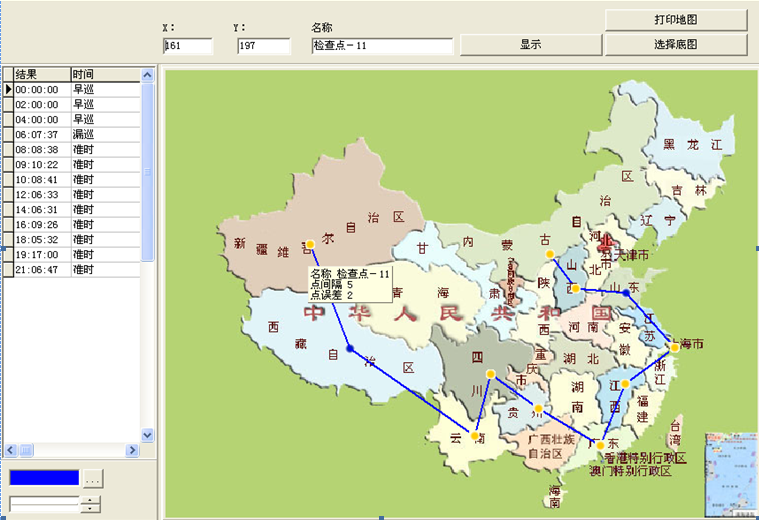 X：
Y：
名称
161
197
检查点－11
显示
打印地图
选择底图
结果 时间
00:00:00 早巡
02:00:00 早巡
04:00:00 早巡
06:07:37 漏巡
08:08:38 准时
09:10:22 准时
10:08:41 准时
12:06:33 准时
14:06:31 准时
16:09:26 准时
18:05:32 准时
19:17:00 准时
21:06:47 准时
...
黑龙江
吉林
辽宁
内蒙古自治区
新疆维吾尔自治区
甘肃
青海
北京
天津市
河北
山西
山东
陕西
名称 检查点－11
点间隔 5
点误差 2
中华人民共和国
西藏自治区
四川
重庆市
河南
安徽
江苏
上海市
浙江
湖北
湖南
江西
福建
贵州
云南
广西壮族
自治区
广东
台湾
香港特别行政区
澳门特别行政区
海南